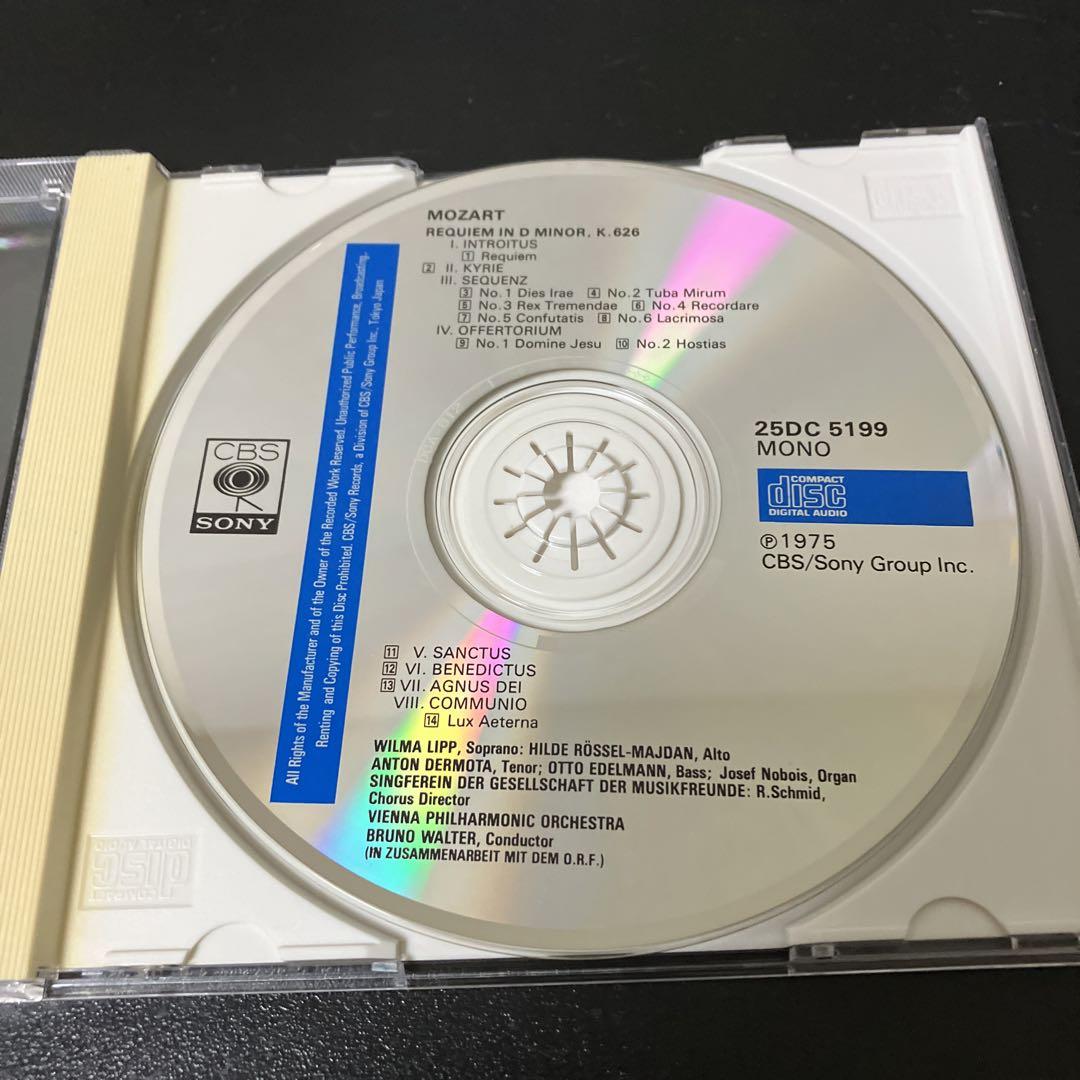 MOZART
REQUIEM IN D MINOR, K.626
I. INTROITUS
1 Requiem
2 II. KYRIE
III. SEQUENZ
3 No.1 Dies Irae 4 No.2 Tuba Mirum
5 No.3 Rex Tremendae 6 No.4 Recordare
7 No.5 Confutatis 8 No.6 Lacrimosa
IV. OFFERTORIUM
9 No.1 Domine Jesu 10 No.2 Hostias
All Rights of the Manufacturer and of the Owner of the Recorded Work Reserved. Unauthorized Public Performance, Broadcasting,
Renting and Copying of this Disc Prohibited. CBS/Sony Records, a Division of CBS/Sony Group Inc., Tokyo Japan
CBS
SONY
25DC 5199
MONO
COMPACT
disc
DIGITAL AUDIO
℗1975
CBS/Sony Group Inc.
11 V. SANCTUS
12 VI. BENEDICTUS
13 VII. AGNUS DEI
VIII. COMMUNIO
14 Lux Aeterna
WILMA LIPP, Soprano: HILDE RÖSSEL-MAJDAN, Alto
ANTON DERMOTA, Tenor; OTTO EDELMANN, Bass; Josef Nobois, Organ
SINGFEREIN DER GESELLSCHAFT DER MUSIKFREUNDE: R.Schmid,
Chorus Director
VIENNA PHILHARMONIC ORCHESTRA
BRUNO WALTER, Conductor
(IN ZUSAMMENARBEIT MIT DEM O.R.F.)
COMPACT
disc
DIGITAL AUDIO